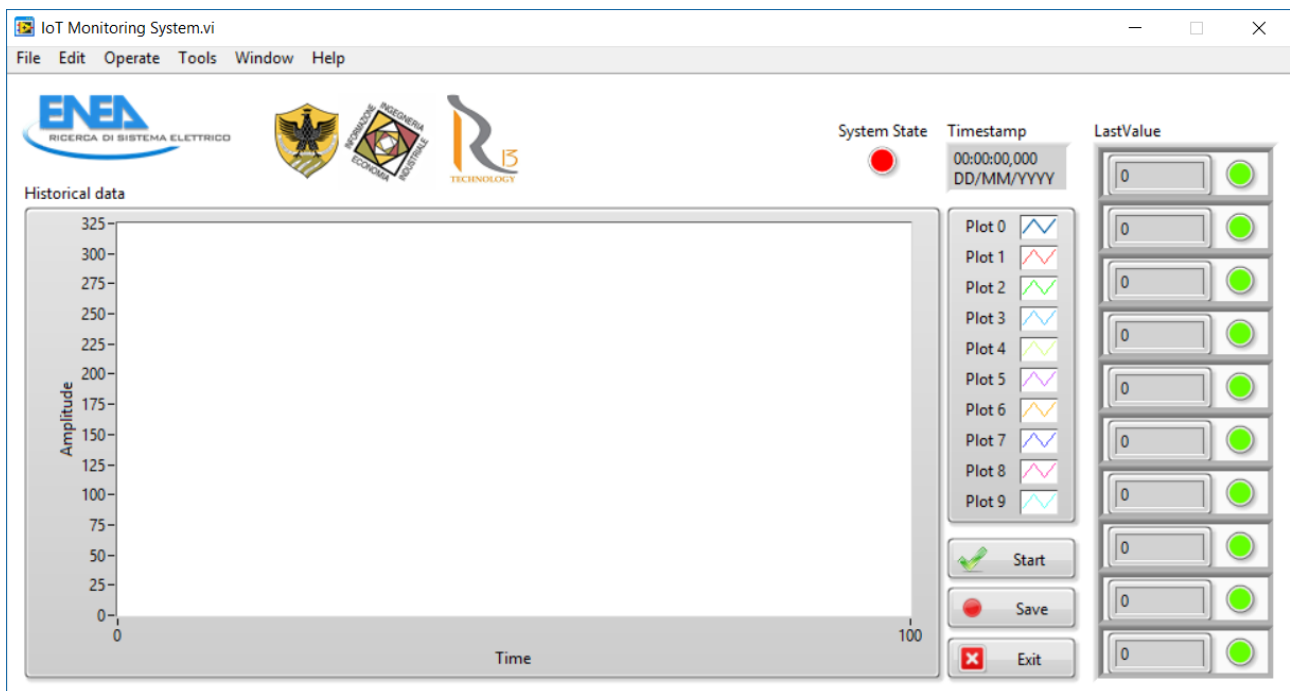 IoT Monitoring System.vi
File Edit Operate Tools Window Help
ENEA
RICERCA DI SISTEMA ELETTRICO
INGEGNERIA
INDUSTRIALE
ECONOMIA
INFORMAZIONE
R13
TECHNOLOGY
System State
Timestamp
00:00:00,000
DD/MM/YYYY
LastValue
0
0
0
0
0
0
0
0
0
0
Historical data
325
300
275
250
225
200
175
150
125
100
75
50
25
0
Amplitude
0
100
Time
Plot 0
Plot 1
Plot 2
Plot 3
Plot 4
Plot 5
Plot 6
Plot 7
Plot 8
Plot 9
Start
Save
Exit